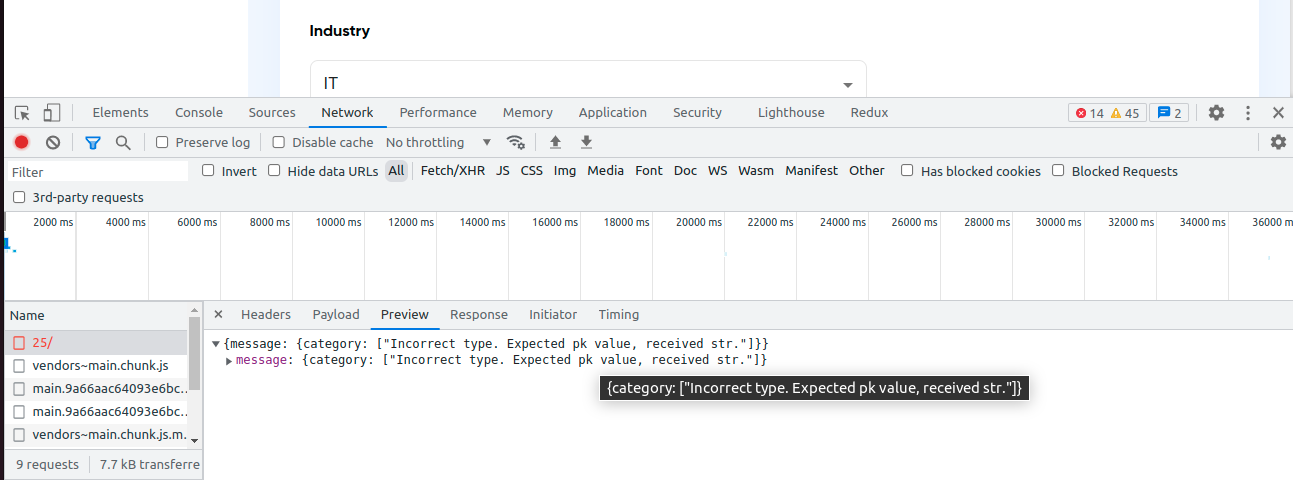 Industry
IT
Elements Console Sources Network Performance Memory Application Security Lighthouse Redux 14 45 2
Preserve log Disable cache No throttling
Filter Invert Hide data URLs All Fetch/XHR JS CSS Img Media Font Doc WS Wasm Manifest Other Has blocked cookies Blocked Requests
3rd-party requests
2000 ms 4000 ms 6000 ms 8000 ms 10000 ms 12000 ms 14000 ms 16000 ms 18000 ms 20000 ms 22000 ms 24000 ms 26000 ms 28000 ms 30000 ms 32000 ms 34000 ms 36000 ms
Name Headers Payload Preview Response Initiator Timing
25/
{message: {category: ["Incorrect type. Expected pk value, received str."]}}
vendors~main.chunk.js
message: {category: ["Incorrect type. Expected pk value, received str."]}
main.9a66aac64093e6bc..
{category: ["Incorrect type. Expected pk value, received str."]}
main.9a66aac64093e6bc..
vendors~main.chunk.js.m..
9 requests 7.7 kB transferre